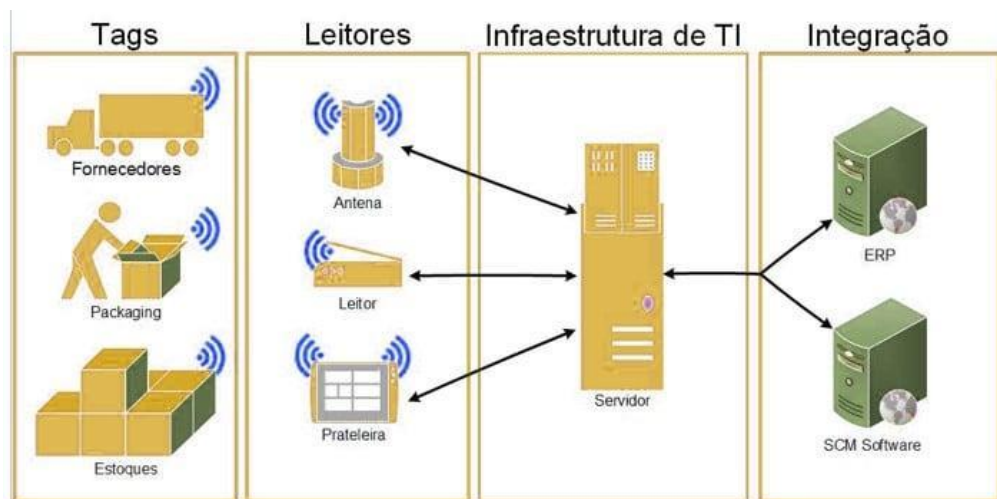 Tags
Leitores
Infraestrutura de TI
Integração
Fornecedores
Packaging
Estoques
Antena
Leitor
Prateleira
Servidor
ERP
SCM Software